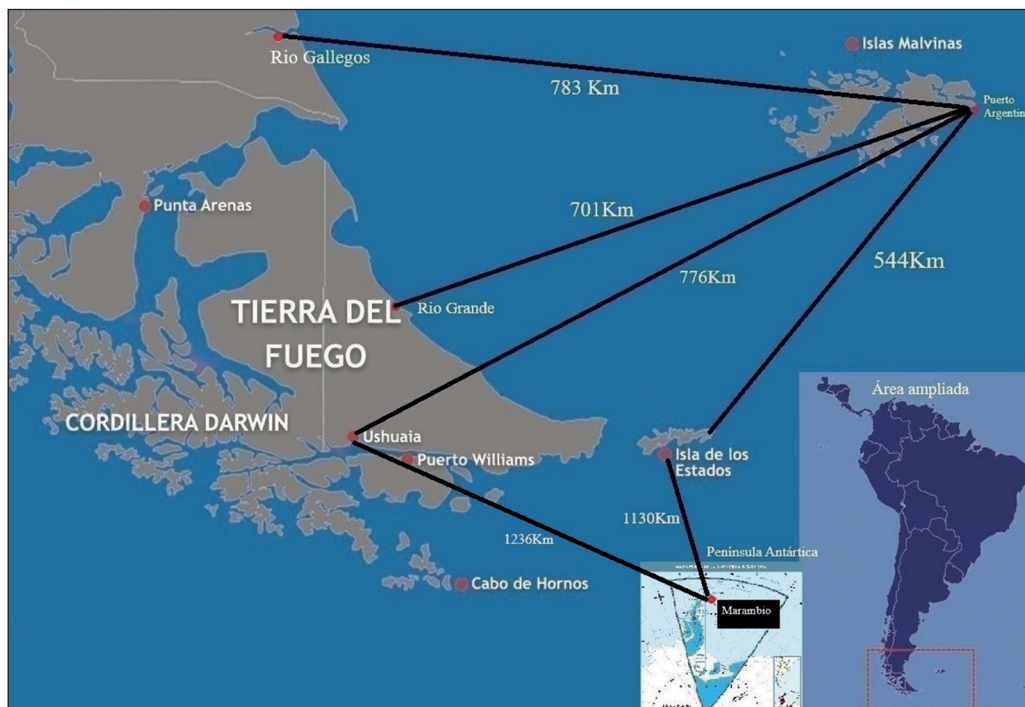 Islas Malvinas
Rio Gallegos
783 Km
Puerto
Argentin
Punta Arenas
701Km
544Km
776Km
TIERRA DEL
FUEGO
Rio Grande
Área ampliada
CORDILLERA DARWIN
Ushuaia
Puerto Williams
Isla de los
Estados
1130Km
1236Km
Península Antártica
Cabo de Hornos
Marambio